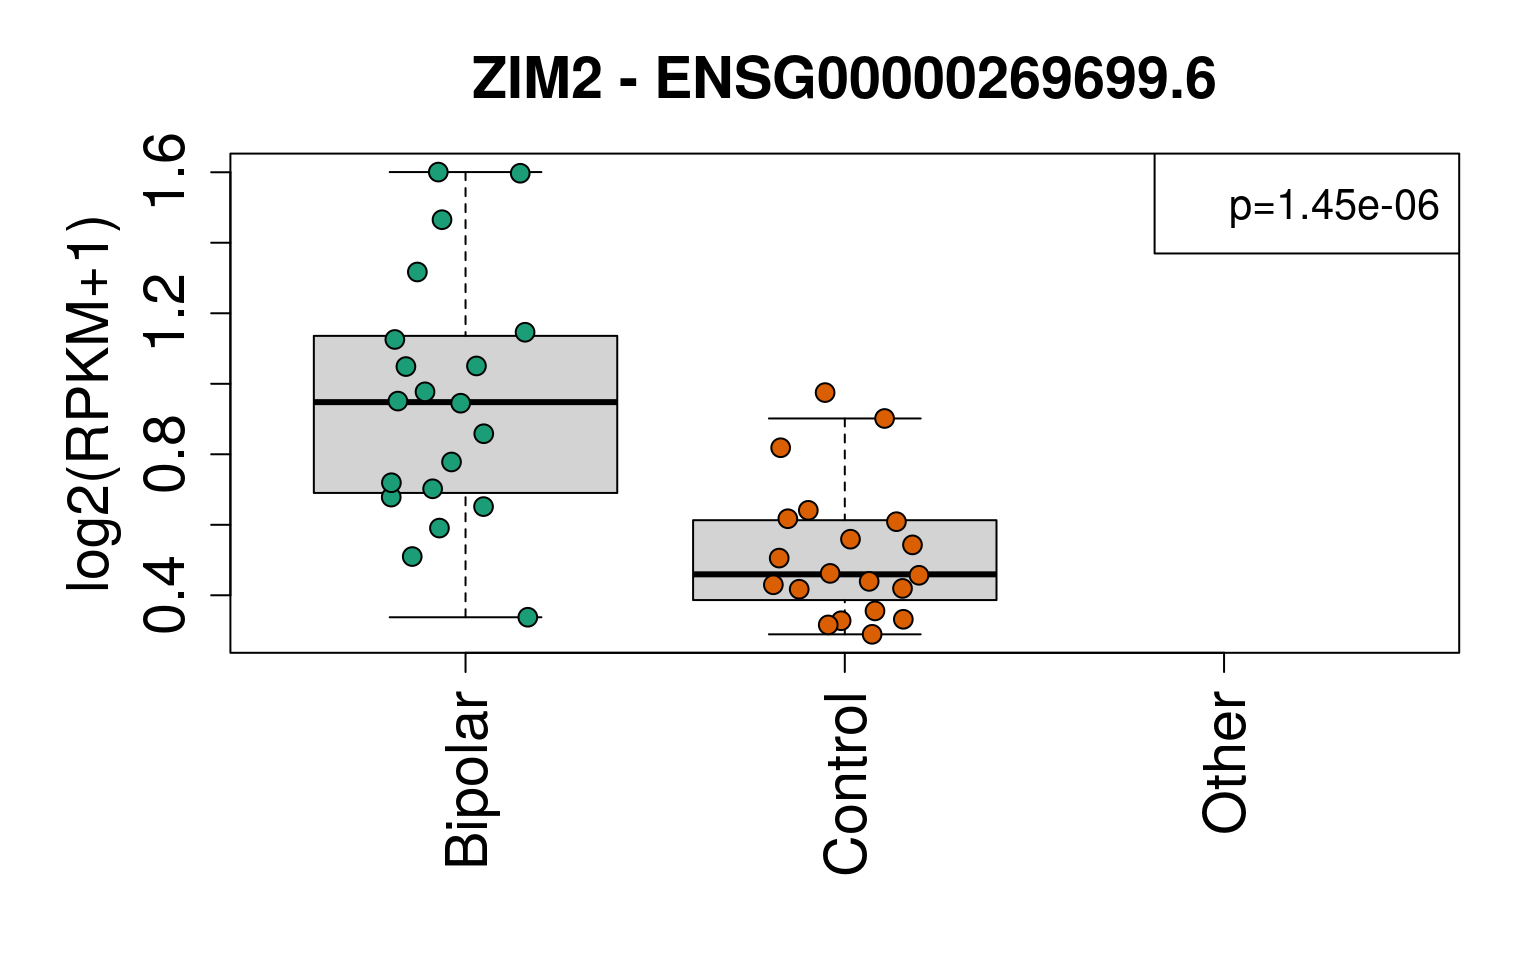 ZIM2 - ENSG00000269699.6
p=1.45e-06
log2(RPKM+1)
1.6
1.2
0.8
0.4
Bipolar
Control
Other